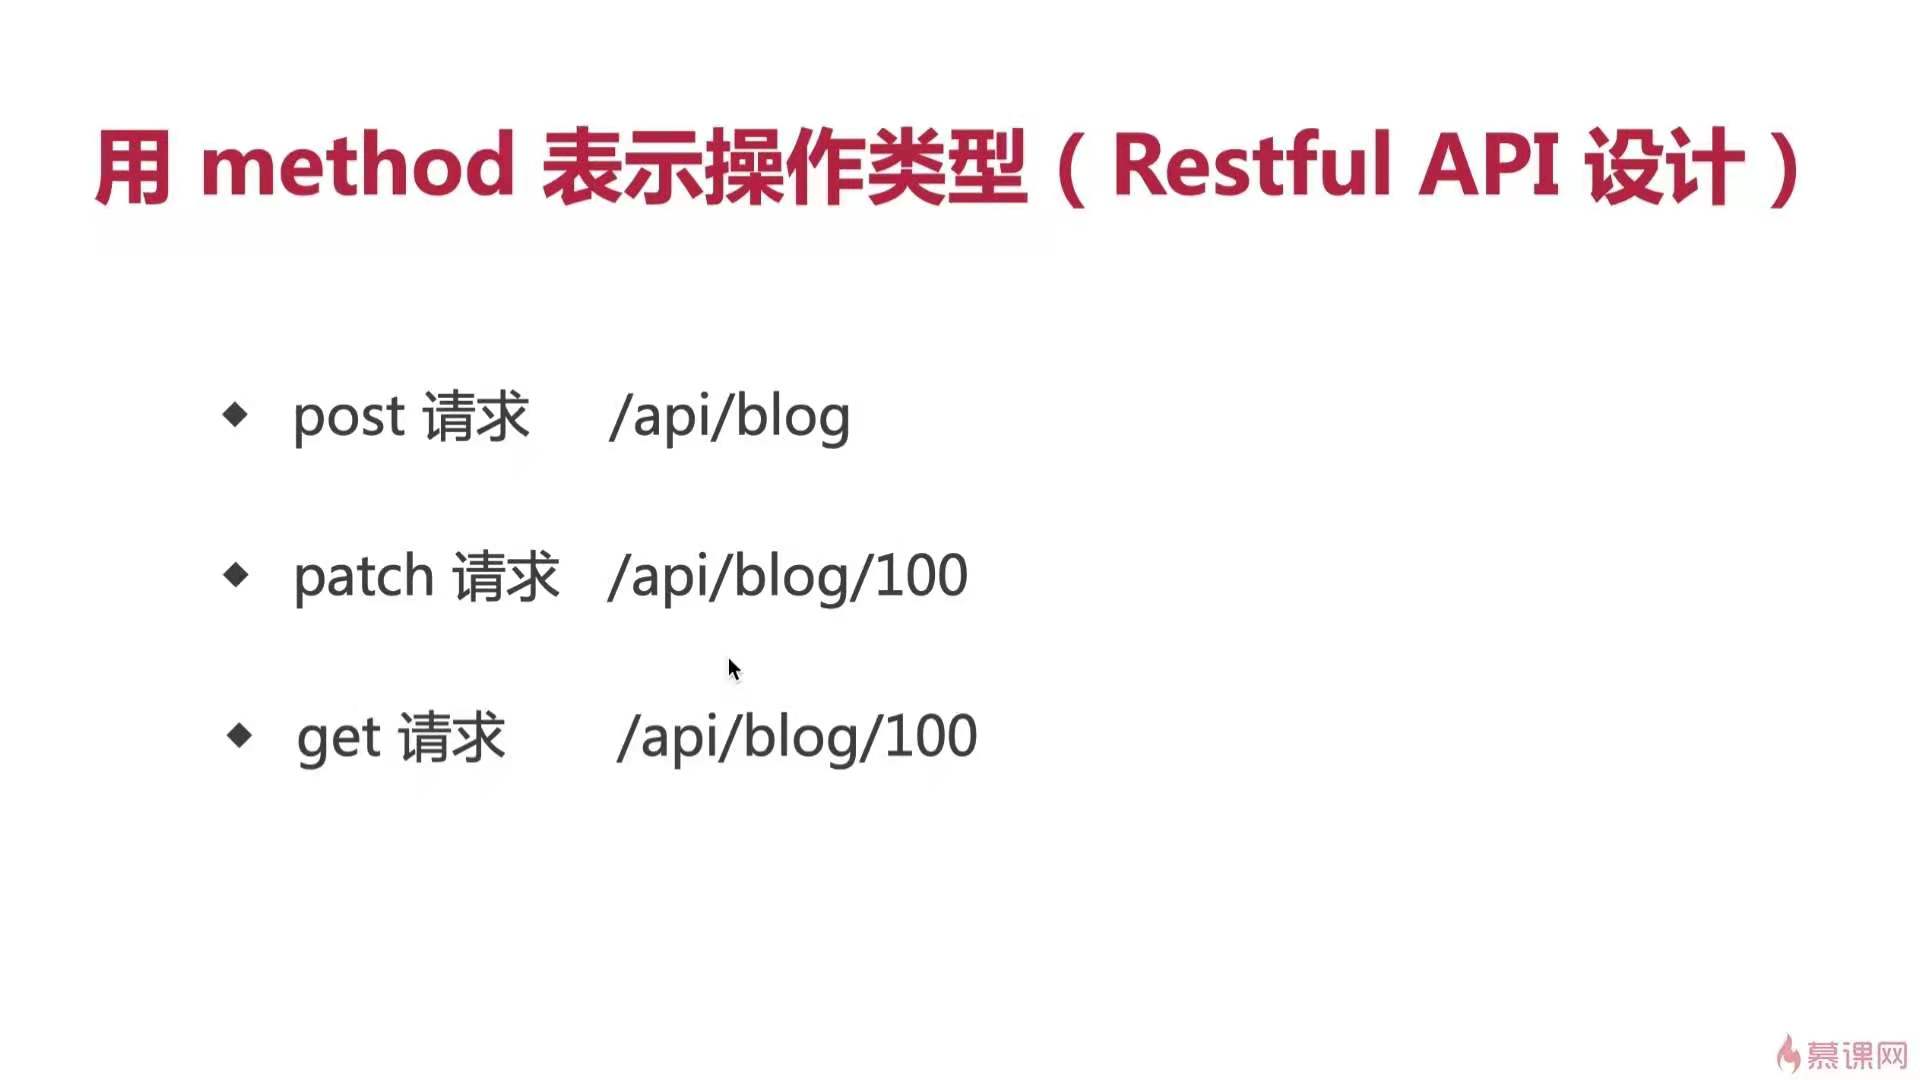 用 method 表示操作类型（Restful API 设计）
◆ post 请求 /api/blog
◆ patch 请求 /api/blog/100
◆ get 请求 /api/blog/100
慕课网